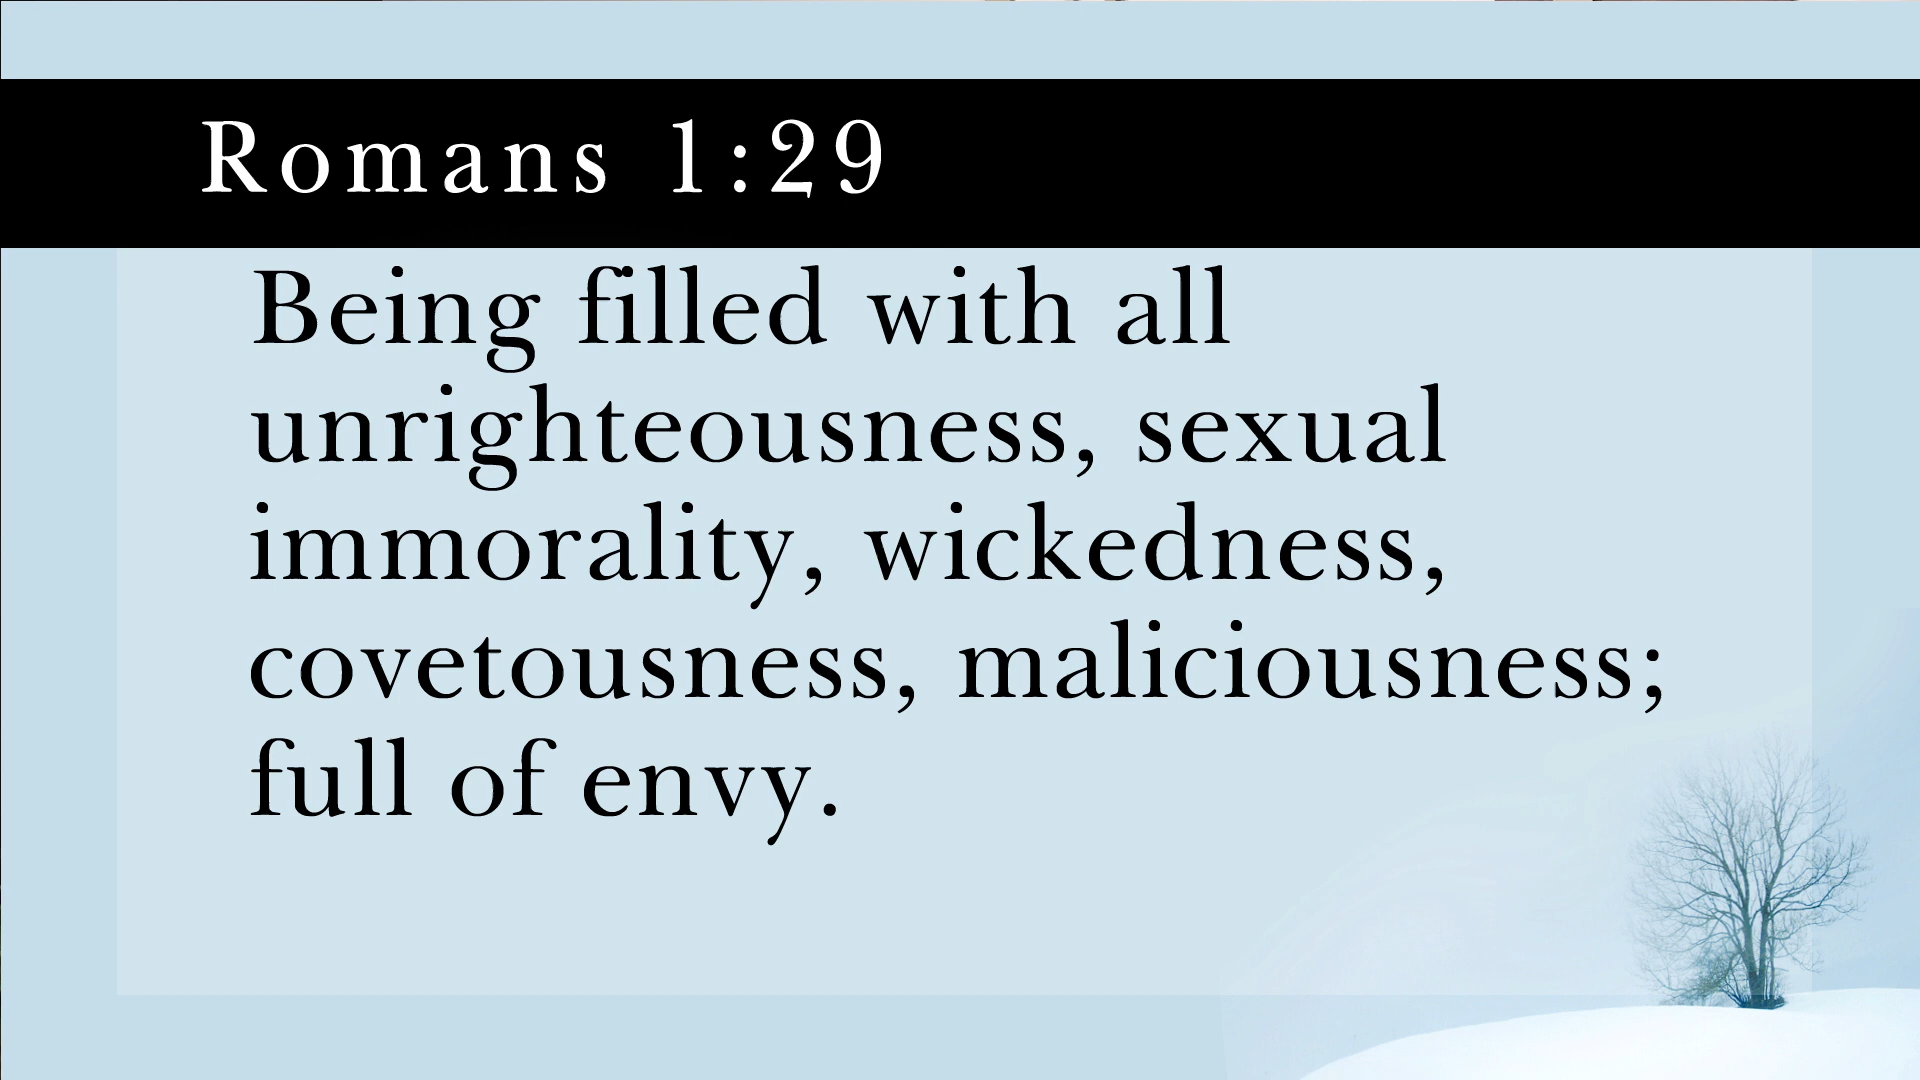 Romans 1:29
Being filled with all
unrighteousness, sexual
immorality, wickedness,
covetousness, maliciousness;
full of envy.